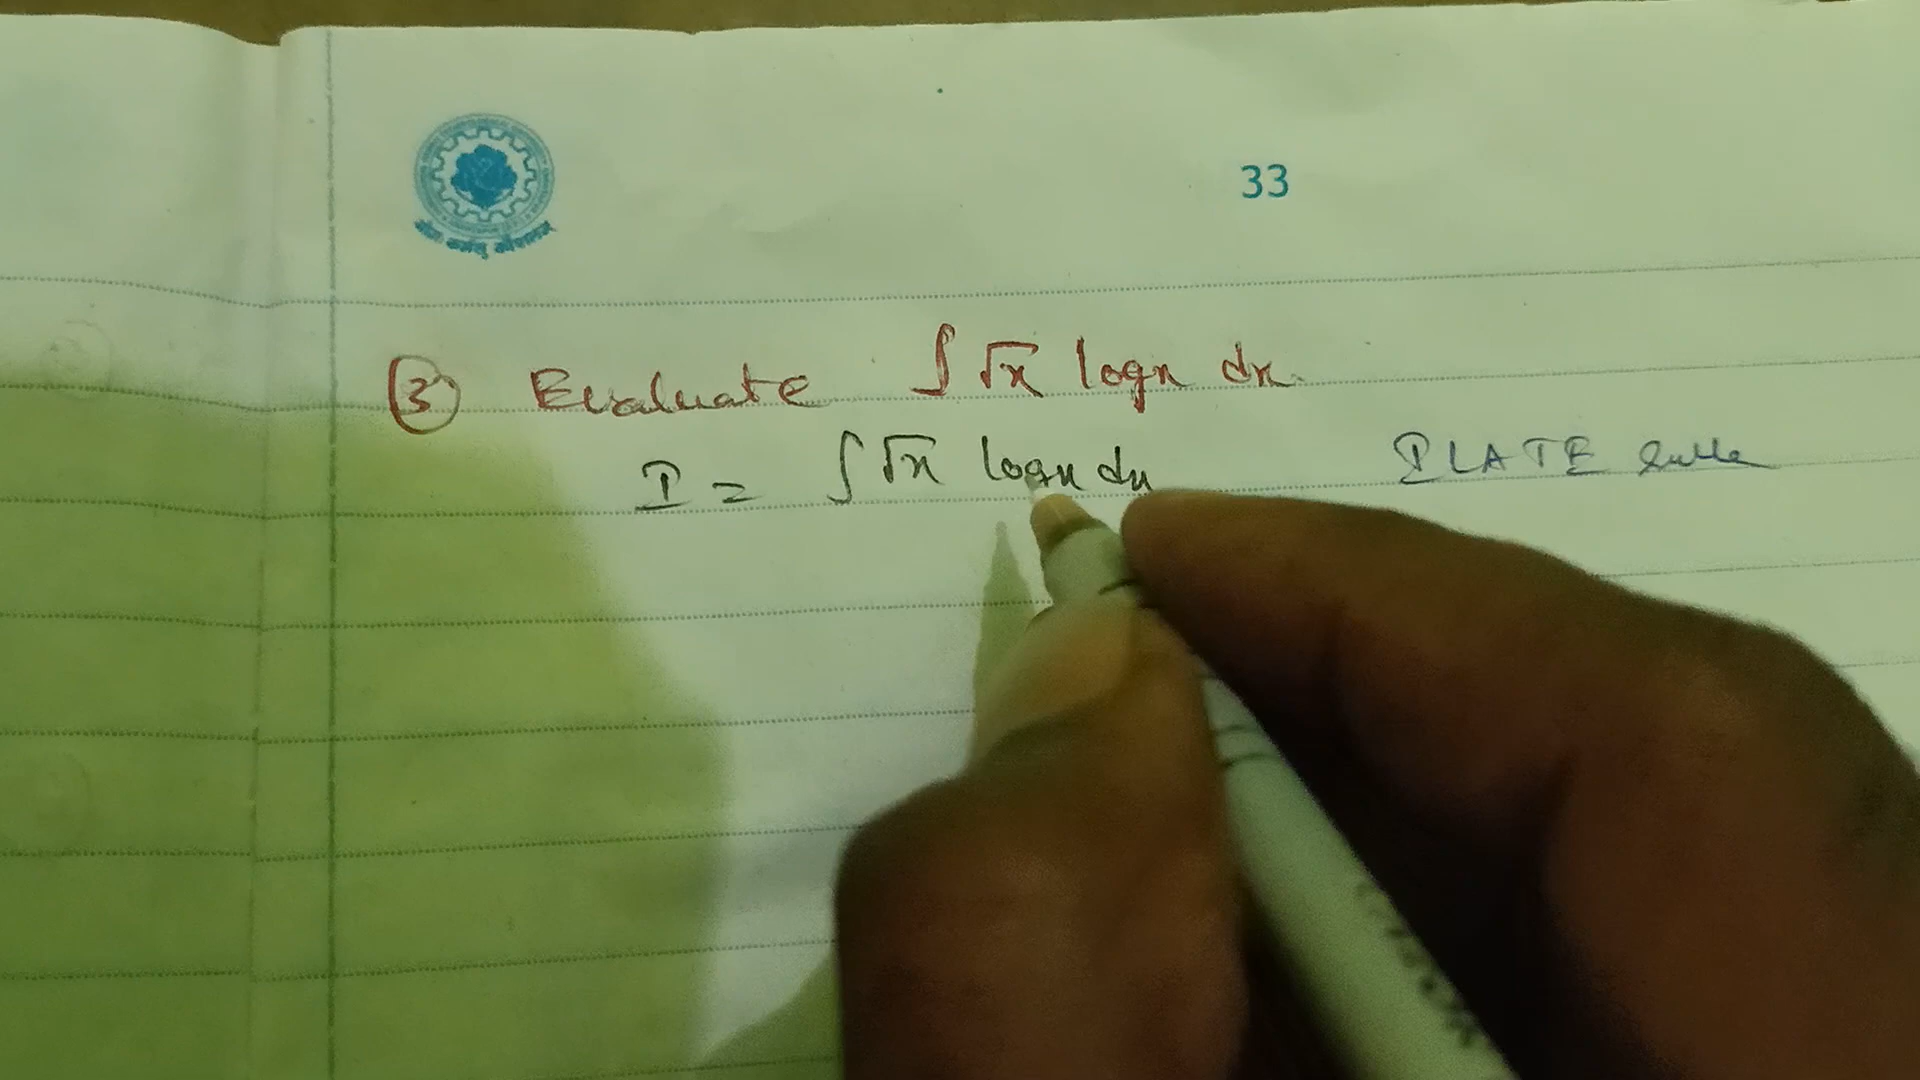 33
③ Evaluate ∫ √x logx dx.
I = ∫ √x logx dx ILATE rule